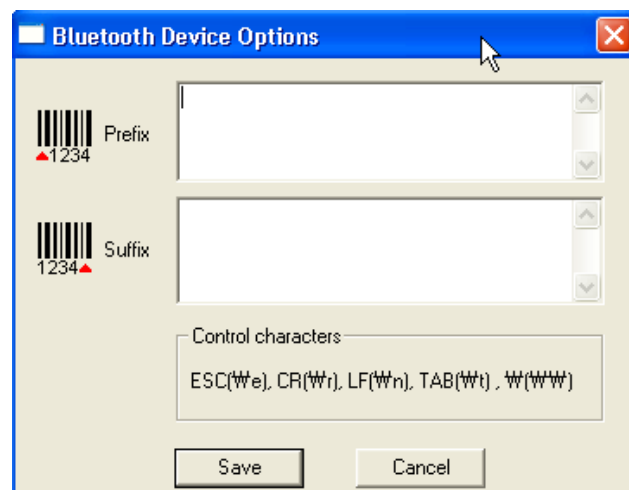 Bluetooth Device Options
Prefix
1234
Suffix
1234
Control characters
ESC(₩e), CR(₩r), LF(₩n), TAB(₩t) , ₩(₩₩)
Save
Cancel